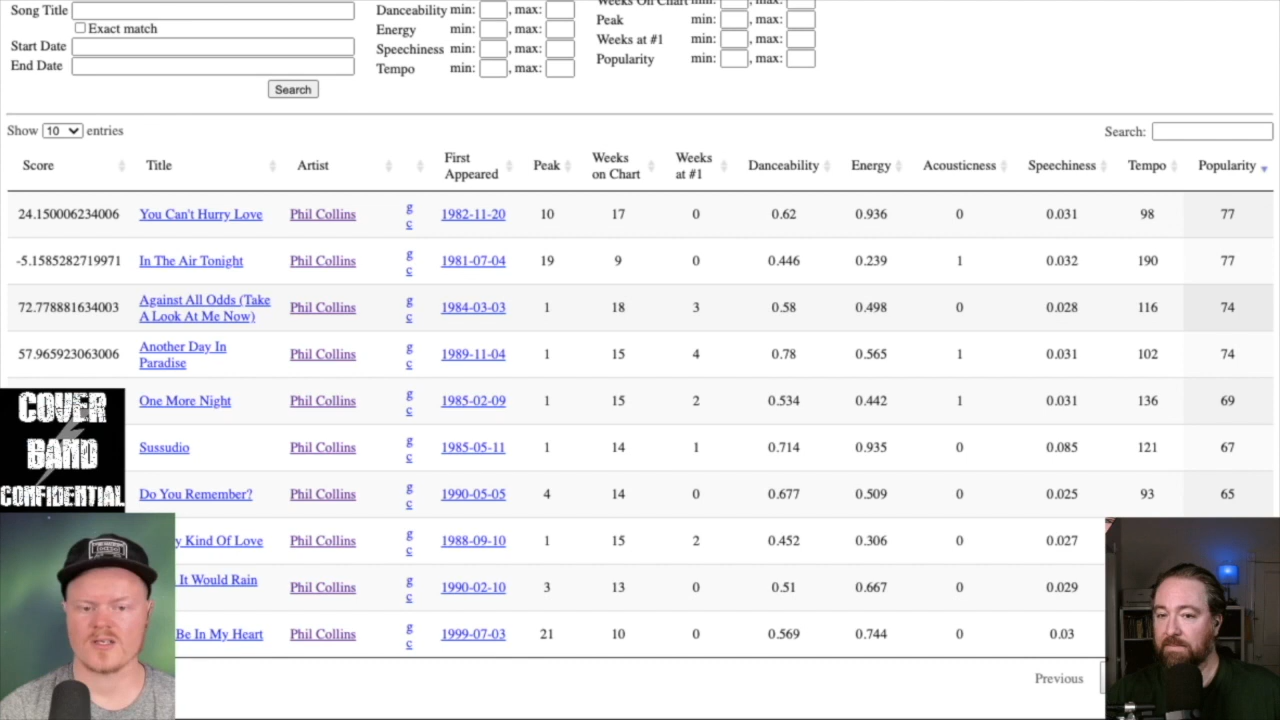 Song Title
Exact match
Start Date
End Date
Search
Danceability min: , max:
Energy min: , max:
Speechiness min: , max:
Tempo min: , max:
Weeks On Chart min: , max:
Peak min: , max:
Weeks at #1 min: , max:
Popularity min: , max:
Show 10 entries
Search:
Score Title Artist First Appeared Peak Weeks on Chart Weeks at #1 Danceability Energy Acousticness Speechiness Tempo Popularity
24.150006234006 You Can't Hurry Love Phil Collins g c 1982-11-20 10 17 0 0.62 0.936 0 0.031 98 77
-5.1585282719971 In The Air Tonight Phil Collins g c 1981-07-04 19 9 0 0.446 0.239 1 0.032 190 77
72.778881634003 Against All Odds (Take A Look At Me Now) Phil Collins g c 1984-03-03 1 18 3 0.58 0.498 0 0.028 116 74
57.965923063006 Another Day In Paradise Phil Collins g c 1989-11-04 1 15 4 0.78 0.565 1 0.031 102 74
One More Night Phil Collins g c 1985-02-09 1 15 2 0.534 0.442 1 0.031 136 69
Sussudio Phil Collins g c 1985-05-11 1 14 1 0.714 0.935 0 0.085 121 67
Do You Remember? Phil Collins g c 1990-05-05 4 14 0 0.677 0.509 0 0.025 93 65
y Kind Of Love Phil Collins g c 1988-09-10 1 15 2 0.452 0.306 0 0.027
It Would Rain Phil Collins g c 1990-02-10 3 13 0 0.51 0.667 0 0.029
Be In My Heart Phil Collins g c 1999-07-03 21 10 0 0.569 0.744 0 0.03
Previous
COVER
BAND
CONFIDENTIAL